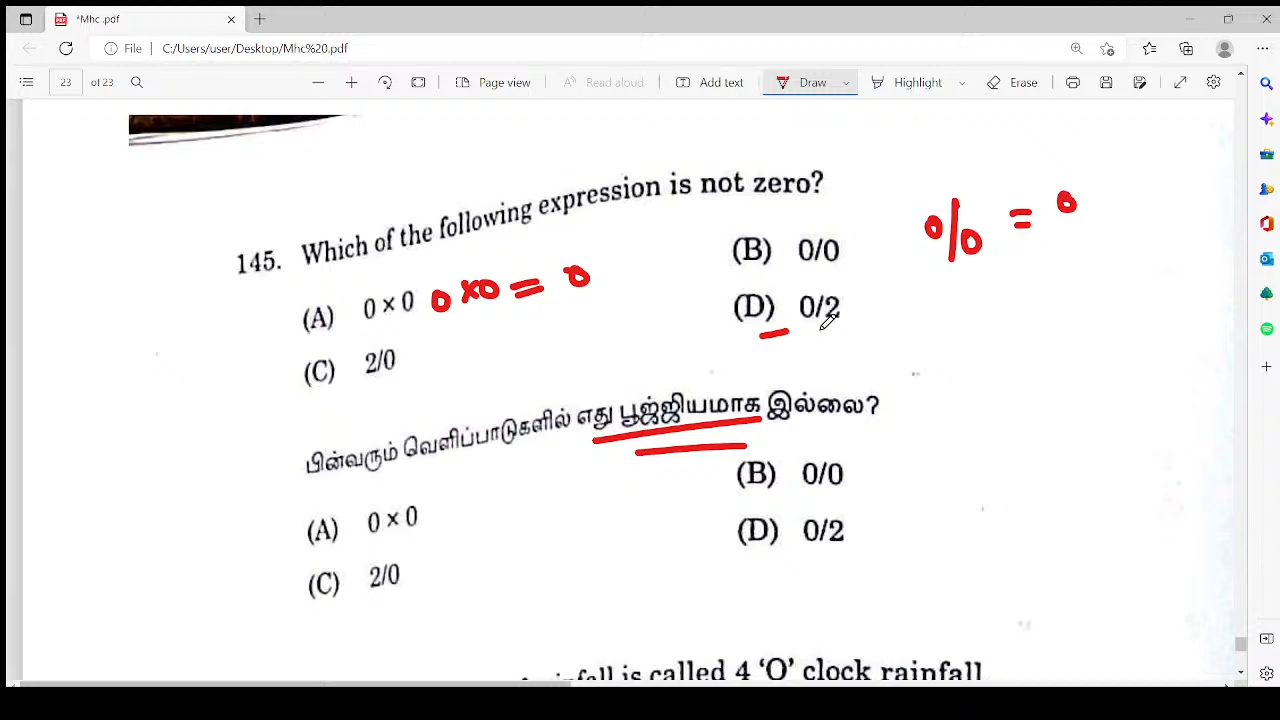 *Mhc .pdf
File C:/Users/user/Desktop/Mhc%20.pdf
23 of 23 Page view Read aloud Add text Draw Highlight Erase
145. Which of the following expression is not zero?
(A) 0 × 0 0 × 0 = 0
(B) 0/0 0/0 = 0
(C) 2/0
(D) 0/2
பின்வரும் வெளிப்பாடுகளில் எது பூஜ்ஜியமாக இல்லை?
(A) 0 × 0
(B) 0/0
(C) 2/0
(D) 0/2
is called 4 ‘O’ clock rainfall